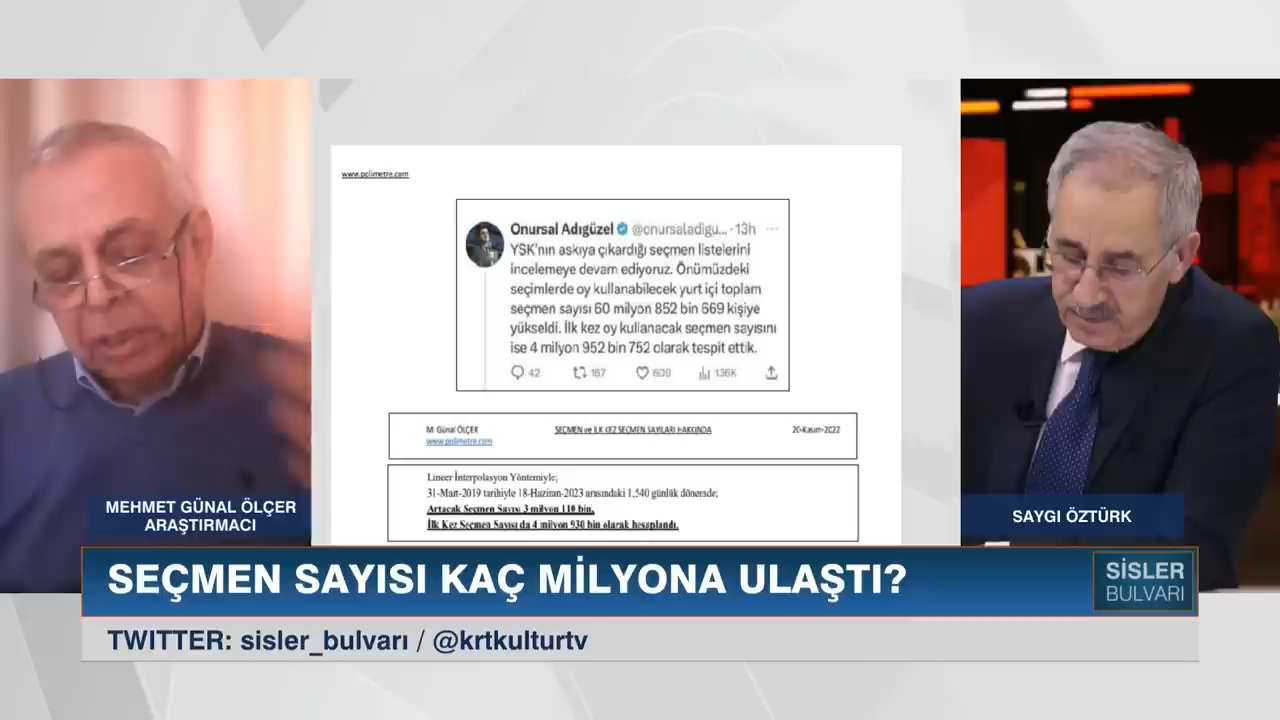 www.polimetre.com
Onursal Adıgüzel @onursaladigu... · 13h ...
YSK'nın askıya çıkardığı seçmen listelerini
incelemeye devam ediyoruz. Önümüzdeki
seçimlerde oy kullanabilecek yurt içi toplam
seçmen sayısı 60 milyon 852 bin 669 kişiye
yükseldi. İlk kez oy kullanacak seçmen sayısını
ise 4 milyon 952 bin 752 olarak tespit ettik.
42 167 609 136K
M. Günal ÖLÇER SEÇMEN ve İLK KEZ SEÇMEN SAYILARI HAKKINDA 20-Kasım-2022
www.polimetre.com
Lineer İnterpolasyon Yöntemiyle;
31-Mart-2019 tarihiyle 18-Haziran-2023 arasındaki 1,540 günlük dönemde;
Artacak Seçmen Sayısı 3 milyon 110 bin,
İlk Kez Seçmen Sayısı da 4 milyon 930 bin olarak hesaplandı.
MEHMET GÜNAL ÖLÇER
ARAŞTIRMACI
SAYGI ÖZTÜRK
SEÇMEN SAYISI KAÇ MİLYONA ULAŞTI?
SİSLER
BULVARI
TWITTER: sisler_bulvarı / @krtkulturtv